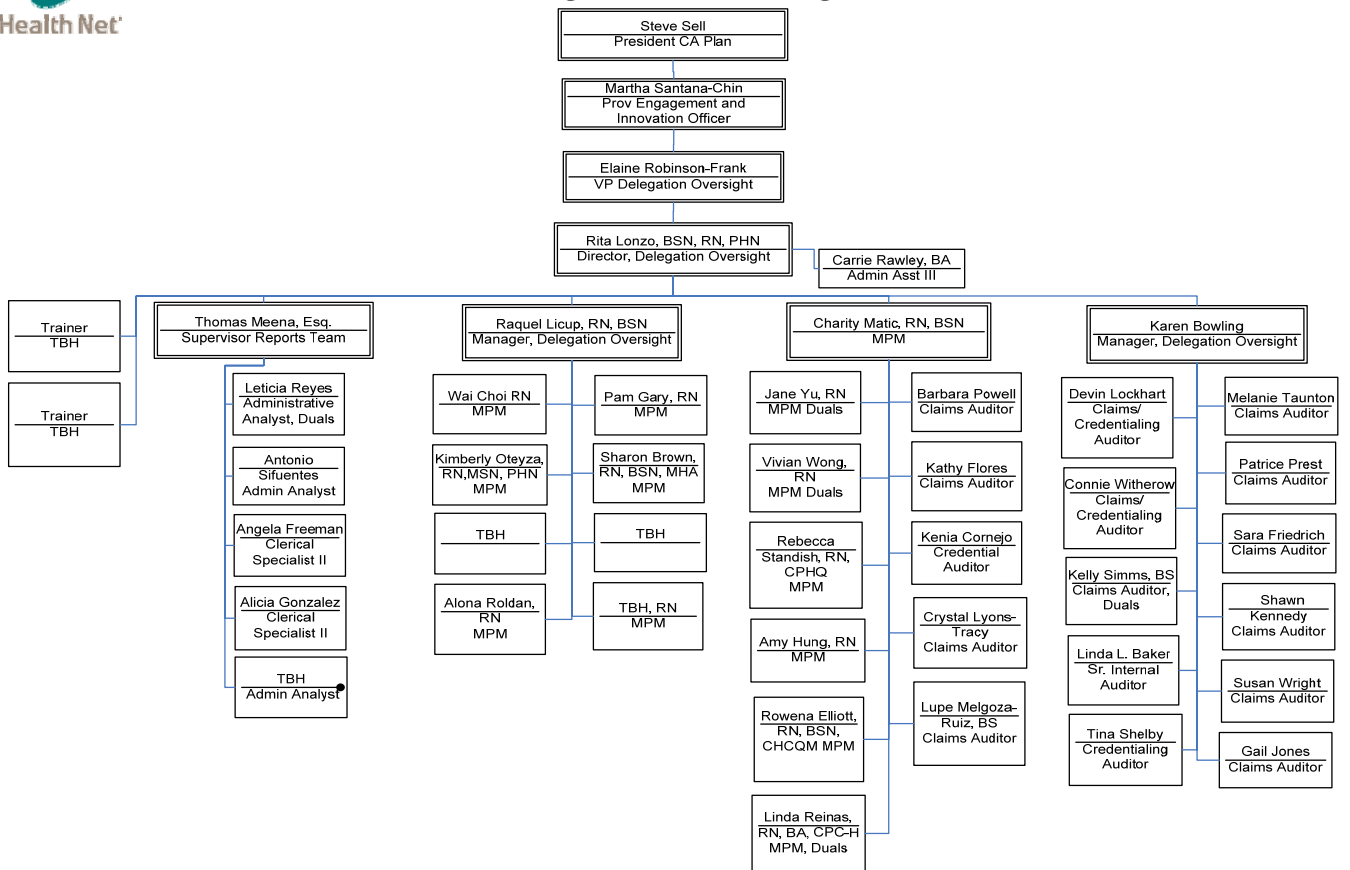 Health Net
Steve Sell
President CA Plan
Martha Santana-Chin
Prov Engagement and
Innovation Officer
Elaine Robinson-Frank
VP Delegation Oversight
Rita Lonzo, BSN, RN, PHN
Director, Delegation Oversight
Carrie Rawley, BA
Admin Asst III
Trainer
TBH
Trainer
TBH
Thomas Meena, Esq.
Supervisor Reports Team
Leticia Reyes
Administrative
Analyst, Duals
Antonio
Sifuentes
Admin Analyst
Angela Freeman
Clerical
Specialist II
Alicia Gonzalez
Clerical
Specialist II
TBH
Admin Analyst
Raquel Licup, RN, BSN
Manager, Delegation Oversight
Wai Choi RN
MPM
Pam Gary, RN
MPM
Kimberly Oteyza,
RN,MSN, PHN
MPM
Sharon Brown,
RN, BSN, MHA
MPM
TBH
TBH
Alona Roldan,
RN
MPM
TBH, RN
MPM
Charity Matic, RN, BSN
MPM
Jane Yu, RN
MPM Duals
Barbara Powell
Claims Auditor
Vivian Wong,
RN
MPM Duals
Kathy Flores
Claims Auditor
Rebecca
Standish, RN,
CPHQ
MPM
Kenia Cornejo
Credential
Auditor
Amy Hung, RN
MPM
Crystal Lyons-
Tracy
Claims Auditor
Rowena Elliott,
RN, BSN,
CHCQM MPM
Lupe Melgoza-
Ruiz, BS
Claims Auditor
Linda Reinas,
RN, BA, CPC-H
MPM, Duals
Karen Bowling
Manager, Delegation Oversight
Devin Lockhart
Claims/
Credentialing
Auditor
Melanie Taunton
Claims Auditor
Connie Witherow
Claims/
Credentialing
Auditor
Patrice Prest
Claims Auditor
Kelly Simms, BS
Claims Auditor,
Duals
Sara Friedrich
Claims Auditor
Linda L. Baker
Sr. Internal
Auditor
Shawn
Kennedy
Claims Auditor
Tina Shelby
Credentialing
Auditor
Susan Wright
Claims Auditor
Gail Jones
Claims Auditor